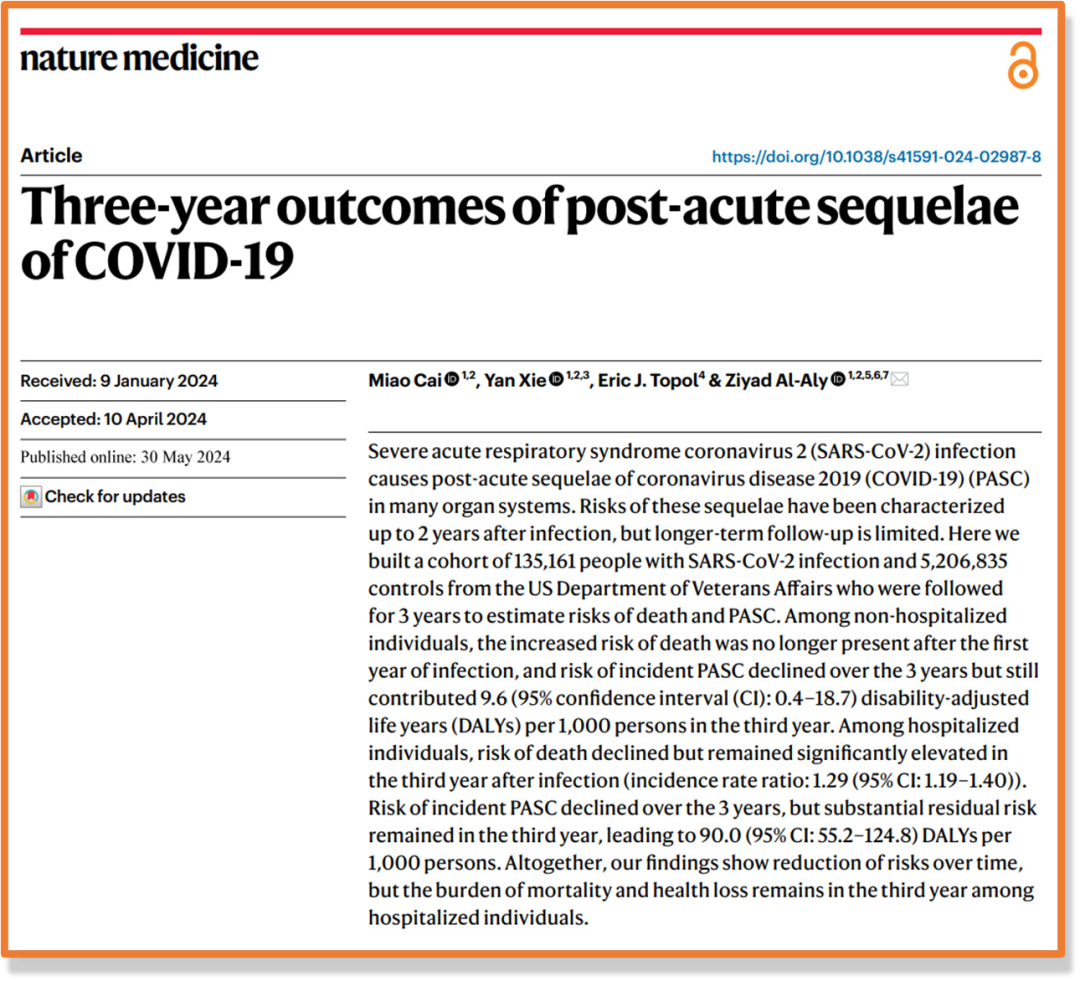 nature medicine
Article
https://doi.org/10.1038/s41591-024-02987-8
Three-year outcomes of post-acute sequelae
of COVID-19
Received: 9 January 2024
Accepted: 10 April 2024
Published online: 30 May 2024
Check for updates
Miao Cai iD 1,2, Yan Xie iD 1,2,3, Eric J. Topol4 & Ziyad Al-Aly iD 1,2,5,6,7
Severe acute respiratory syndrome coronavirus 2 (SARS-CoV-2) infection
causes post-acute sequelae of coronavirus disease 2019 (COVID-19) (PASC)
in many organ systems. Risks of these sequelae have been characterized
up to 2 years after infection, but longer-term follow-up is limited. Here we
built a cohort of 135,161 people with SARS-CoV-2 infection and 5,206,835
controls from the US Department of Veterans Affairs who were followed
for 3 years to estimate risks of death and PASC. Among non-hospitalized
individuals, the increased risk of death was no longer present after the first
year of infection, and risk of incident PASC declined over the 3 years but still
contributed 9.6 (95% confidence interval (CI): 0.4–18.7) disability-adjusted
life years (DALYs) per 1,000 persons in the third year. Among hospitalized
individuals, risk of death declined but remained significantly elevated in
the third year after infection (incidence rate ratio: 1.29 (95% CI: 1.19–1.40)).
Risk of incident PASC declined over the 3 years, but substantial residual risk
remained in the third year, leading to 90.0 (95% CI: 55.2–124.8) DALYs per
1,000 persons. Altogether, our findings show reduction of risks over time,
but the burden of mortality and health loss remains in the third year among
hospitalized individuals.